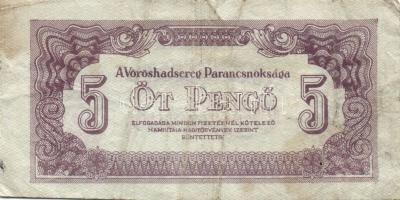 A Vöröshadsereg Parancsnoksága
5 Öt Pengő 5
ELFOGADÁSA MINDEN FIZETÉSNÉL KÖTELEZŐ
HAMISÍTÁSA HADITÖRVÉNYEK SZERINT
BÜNTETTETIK